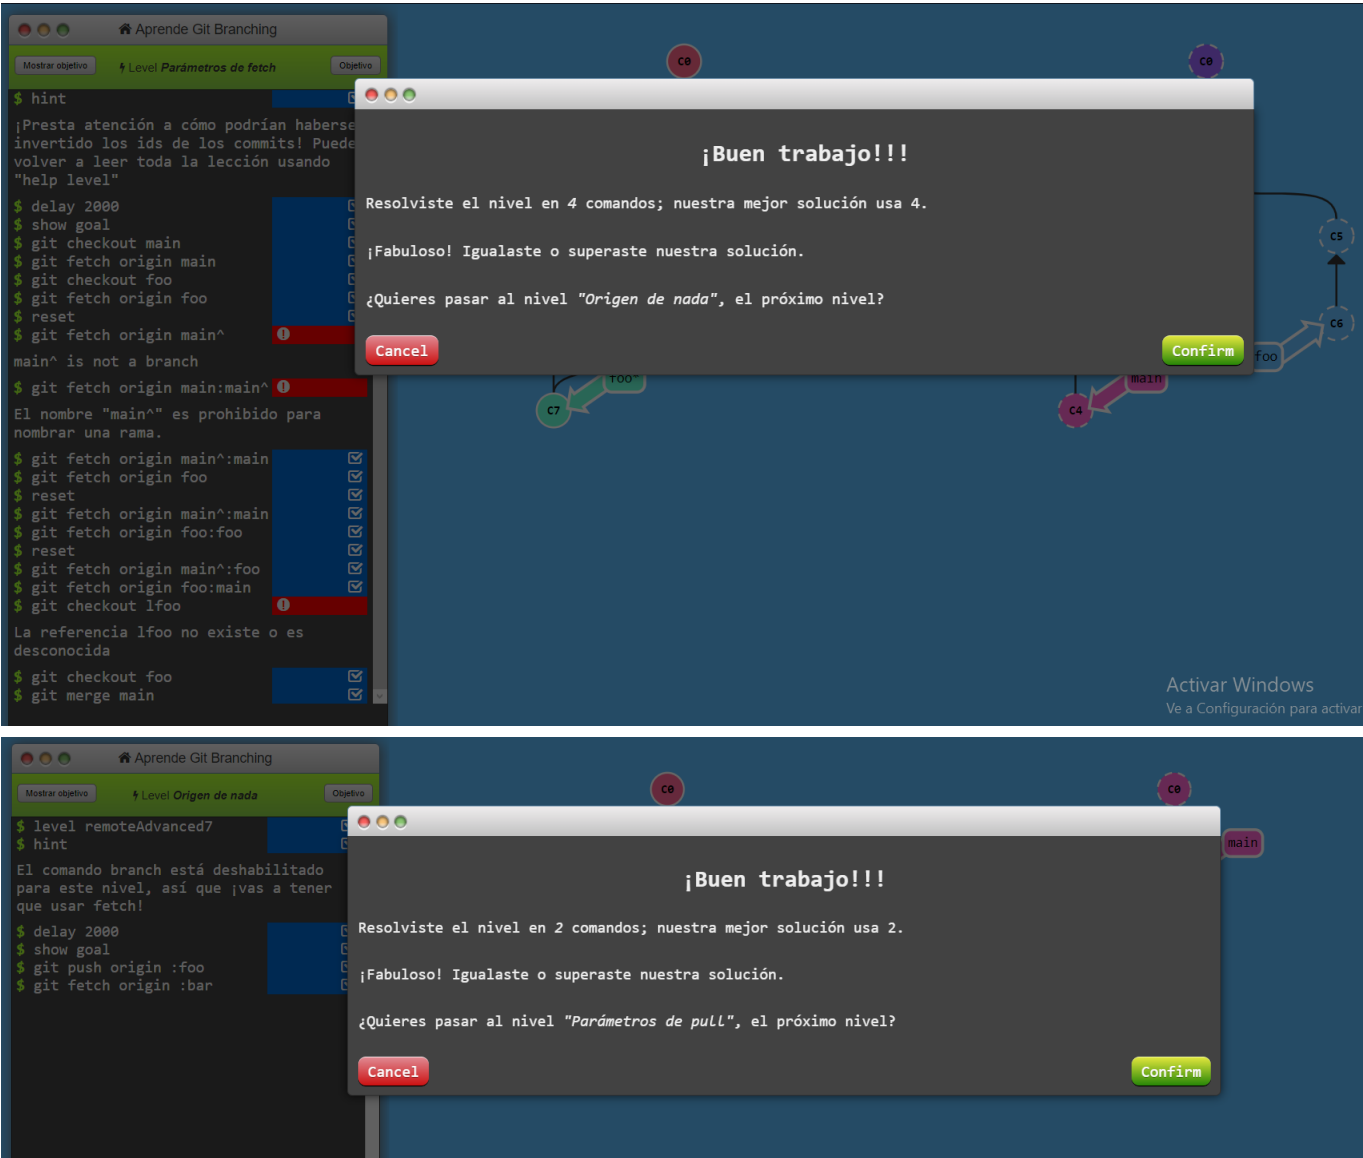 Aprende Git Branching
Mostrar objetivo
Level Parámetros de fetch
Objetivo
$ hint
¡Presta atención a cómo podrían haberse
invertido los ids de los commits! Puede
volver a leer toda la lección usando
"help level"
$ delay 2000
$ show goal
$ git checkout main
$ git fetch origin main
$ git checkout foo
$ git fetch origin foo
$ reset
$ git fetch origin main^
main^ is not a branch
$ git fetch origin main:main^
El nombre "main^" es prohibido para
nombrar una rama.
$ git fetch origin main^:main
$ git fetch origin foo
$ reset
$ git fetch origin main^:main
$ git fetch origin foo:foo
$ reset
$ git fetch origin main^:foo
$ git fetch origin foo:main
$ git checkout lfoo
La referencia lfoo no existe o es
desconocida
$ git checkout foo
$ git merge main
C0
C0
¡Buen trabajo!!!
Resolviste el nivel en 4 comandos; nuestra mejor solución usa 4.
¡Fabuloso! Igualaste o superaste nuestra solución.
¿Quieres pasar al nivel "Origen de nada", el próximo nivel?
Cancel
Confirm
C5
C6
foo
foo*
main
C7
C4
Activar Windows
Ve a Configuración para activar
Aprende Git Branching
Mostrar objetivo
Level Origen de nada
Objetivo
$ level remoteAdvanced7
$ hint
El comando branch está deshabilitado
para este nivel, así que ¡vas a tener
que usar fetch!
$ delay 2000
$ show goal
$ git push origin :foo
$ git fetch origin :bar
C0
C0
main
¡Buen trabajo!!!
Resolviste el nivel en 2 comandos; nuestra mejor solución usa 2.
¡Fabuloso! Igualaste o superaste nuestra solución.
¿Quieres pasar al nivel "Parámetros de pull", el próximo nivel?
Cancel
Confirm